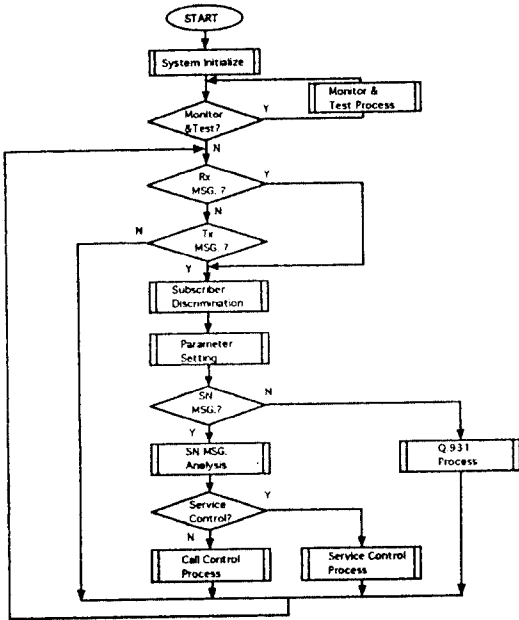 START
System Initialize
Monitor &
Test Process
Monitor
&Test?
Y
N
Rx
MSG. ?
Y
N
Tx
MSG. ?
N
Y
Subscriber
Discrimination
Parameter
Setting
SN
MSG.?
N
Y
SN MSG.
Analysis
Q.931
Process
Service
Control?
Y
N
Call Control
Process
Service Control
Process